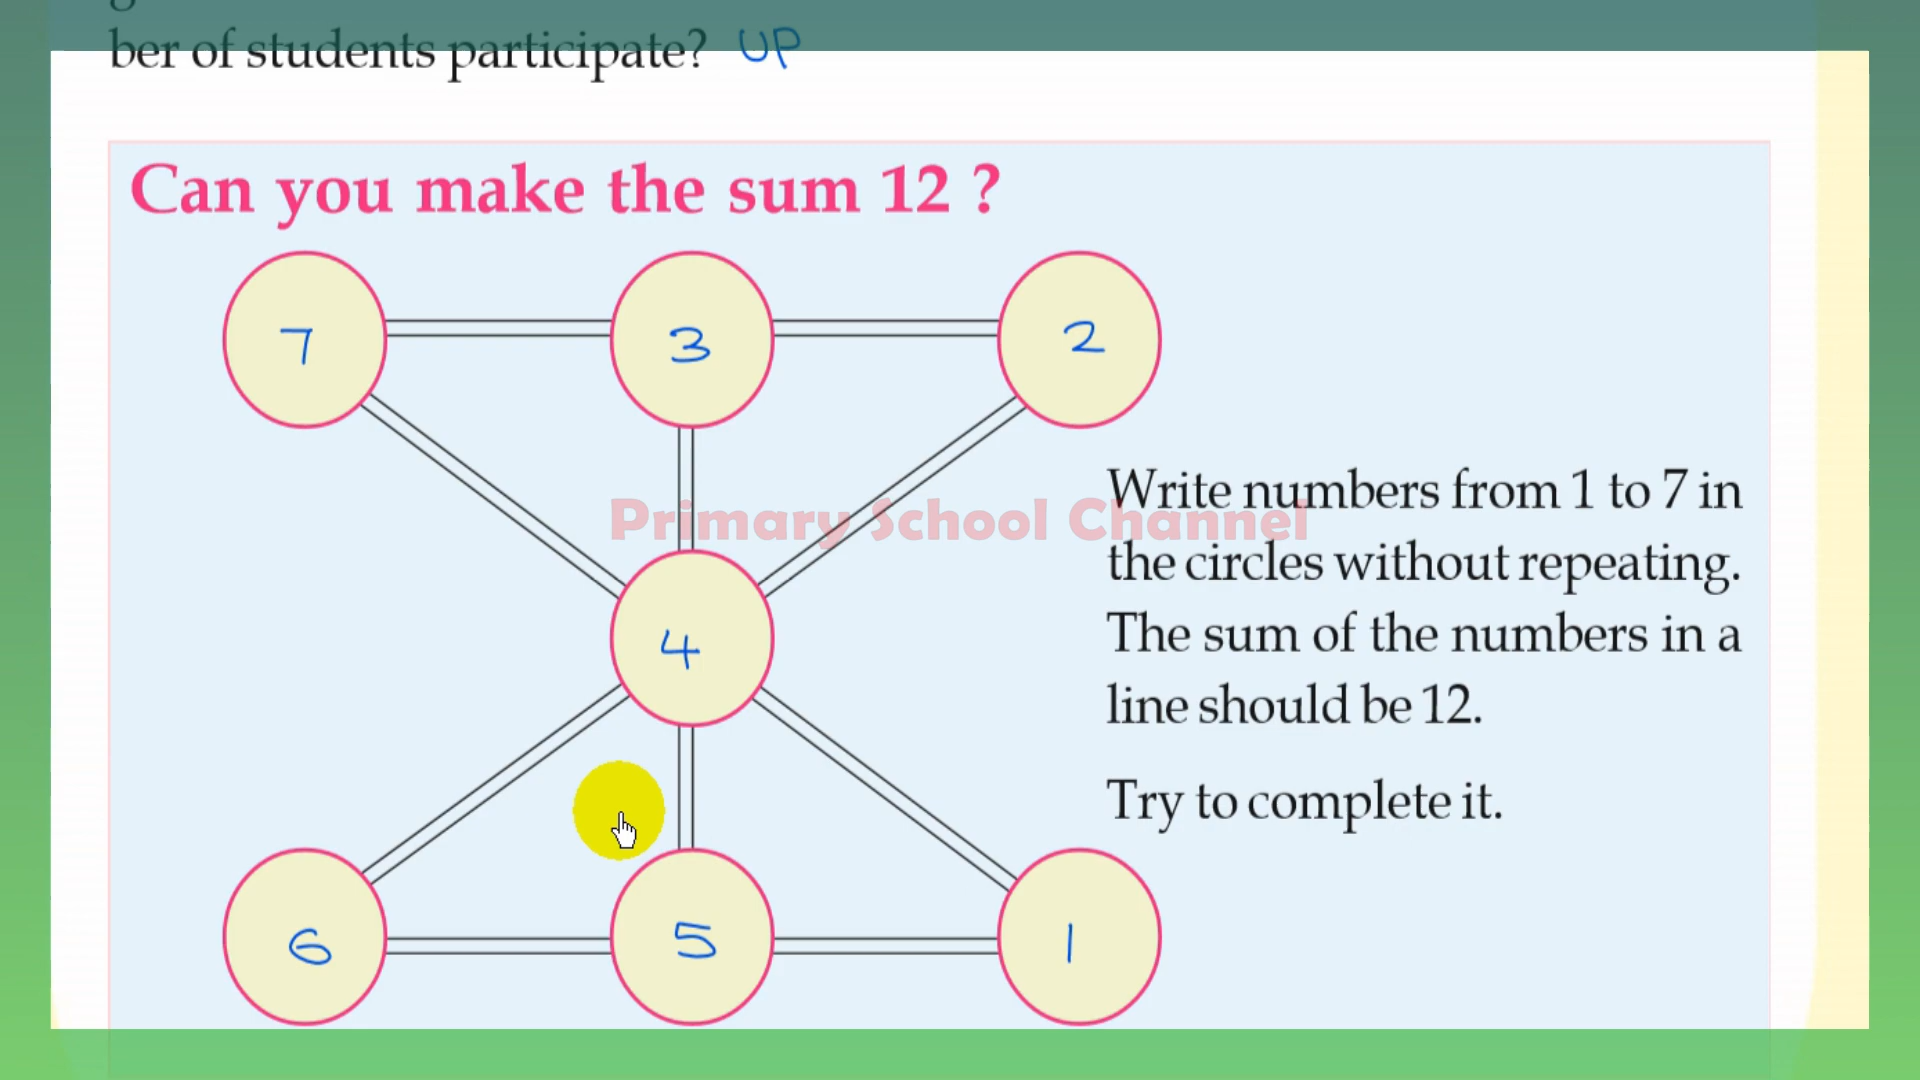 ber of students participate? UP
Can you make the sum 12 ?
7 3 2
Primary School Channel
Write numbers from 1 to 7 in
the circles without repeating.
The sum of the numbers in a
line should be 12.
4
Try to complete it.
6 5 1